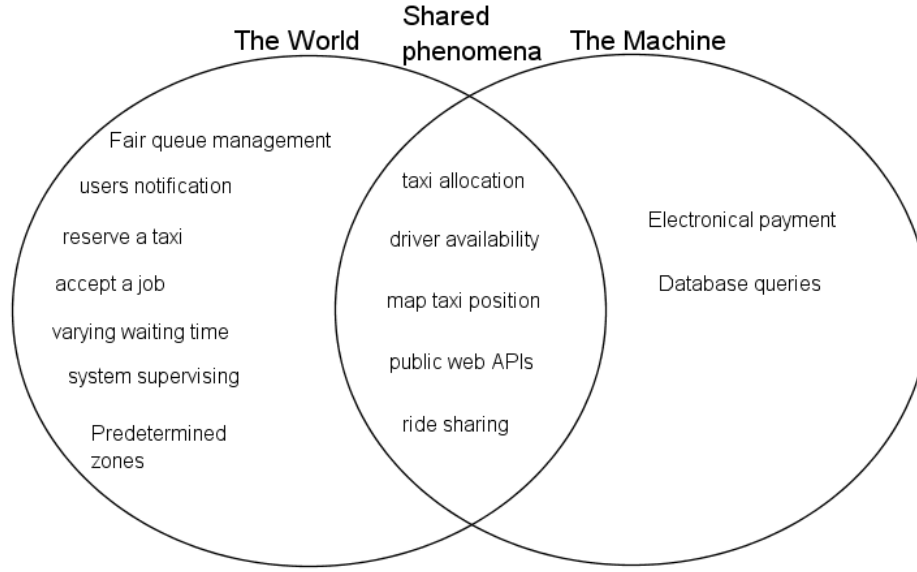 The World
Shared
phenomena
The Machine
Fair queue management
users notification
reserve a taxi
accept a job
varying waiting time
system supervising
Predetermined
zones
taxi allocation
driver availability
map taxi position
public web APIs
ride sharing
Electronical payment
Database queries